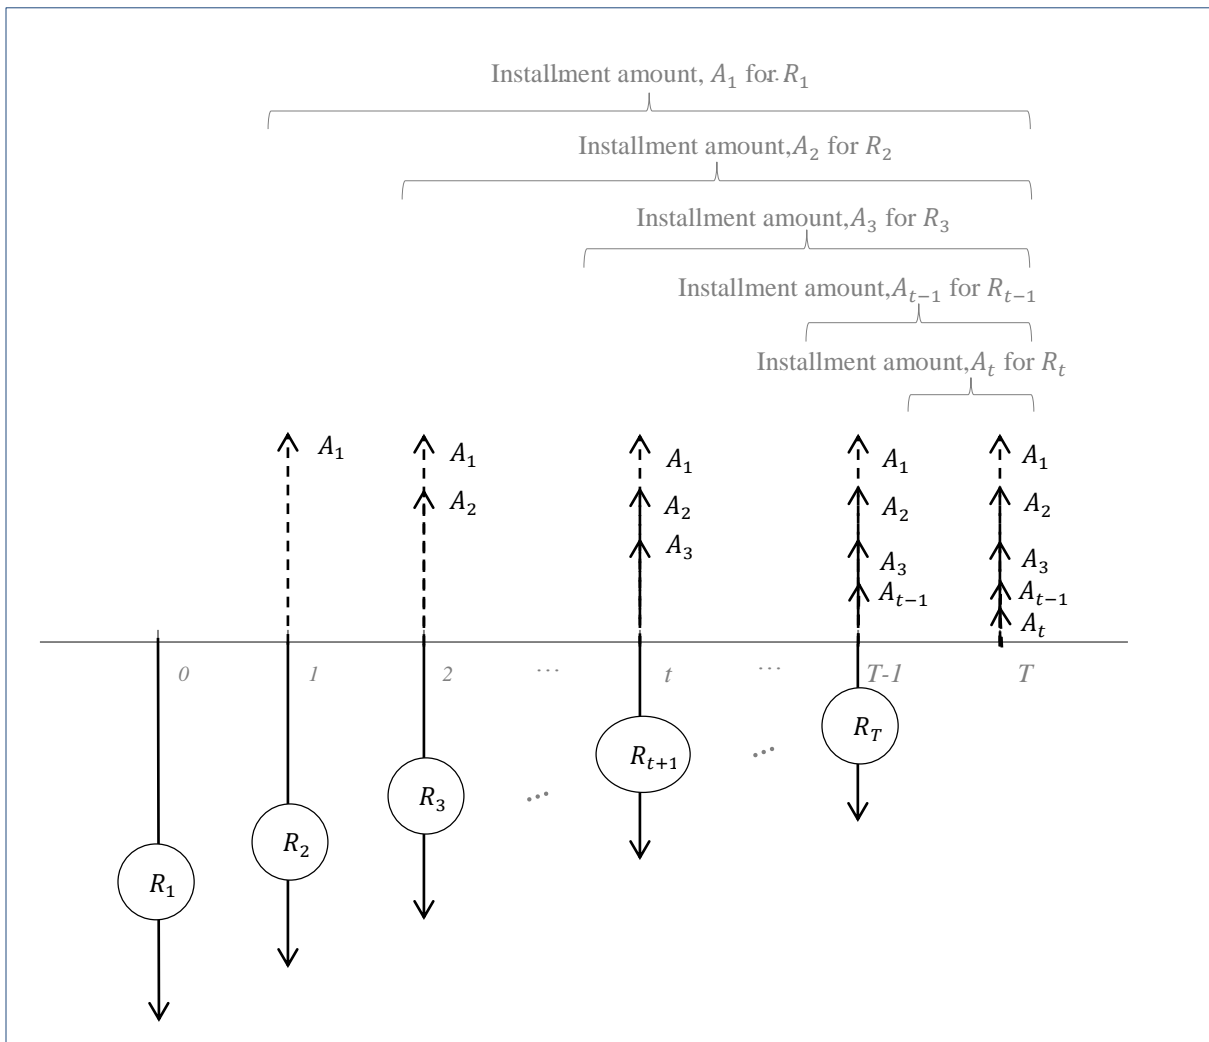 Installment amount, A₁ for R₁
Installment amount,A₂ for R₂
Installment amount,A₃ for R₃
Installment amount,Aₜ₋₁ for Rₜ₋₁
Installment amount,Aₜ for Rₜ
A₁ A₁ A₁ A₁ A₁
A₂ A₂ A₂ A₂
A₃ A₃ A₃
Aₜ₋₁ Aₜ₋₁
Aₜ
0 1 2 ... t ... T-1 T
R_T
... Rₜ₊₁ ...
R₃
R₂
R₁